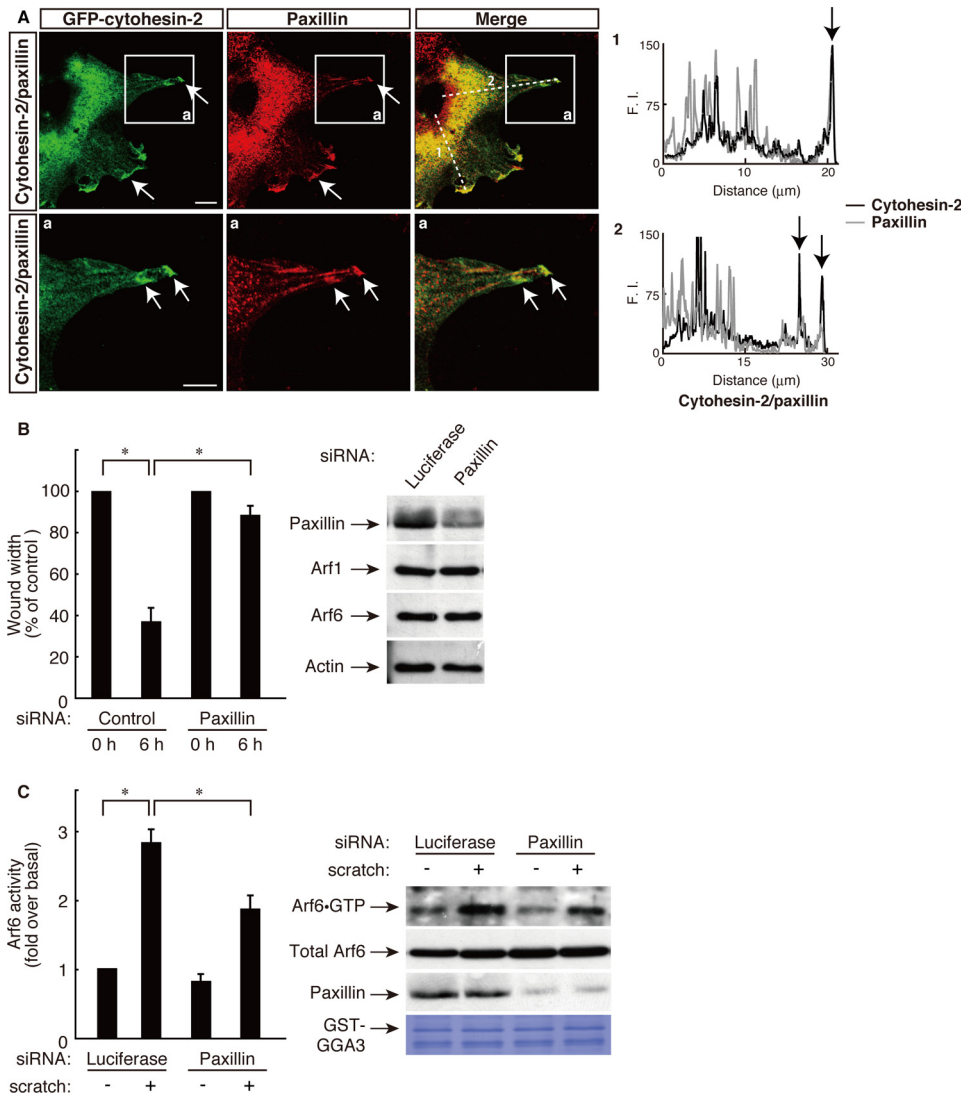 A
GFP-cytohesin-2 Paxillin Merge
Cytohesin-2/paxillin
a a 2 1 a
Cytohesin-2/paxillin
a a a
1
150
75
0
F. I.
0 10 20
Distance (μm)
Cytohesin-2
Paxillin
2
150
75
0
F. I.
0 15 30
Distance (μm)
Cytohesin-2/paxillin
B
Wound width
(% of control )
100
80
60
40
20
0
* *
siRNA: Control Paxillin
0 h 6 h 0 h 6 h
siRNA: Luciferase Paxillin
Paxillin
Arf1
Arf6
Actin
C
Arf6 activity
(fold over basal)
3
2
1
0
* *
siRNA: Luciferase Paxillin
scratch: - + - +
siRNA: Luciferase Paxillin
scratch: - + - +
Arf6•GTP
Total Arf6
Paxillin
GST-
GGA3